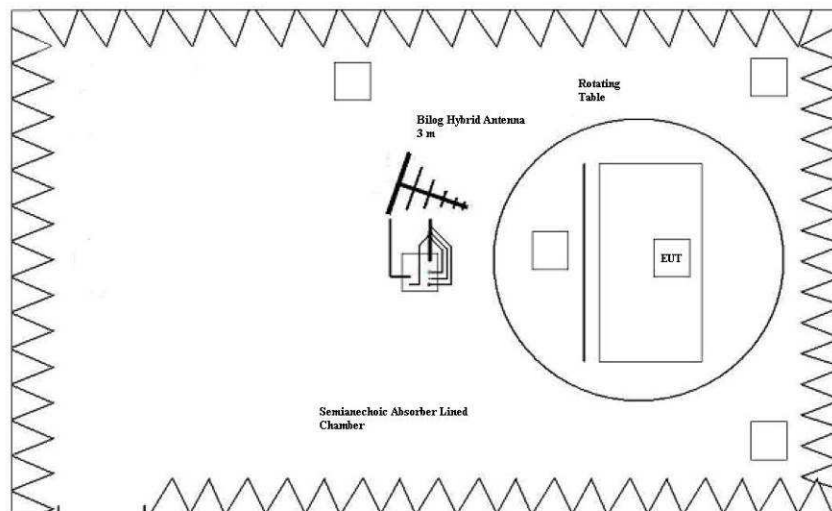 Rotating
Table
Bilog Hybrid Antenna
3 m
EUT
Semianechoic Absorber Lined
Chamber